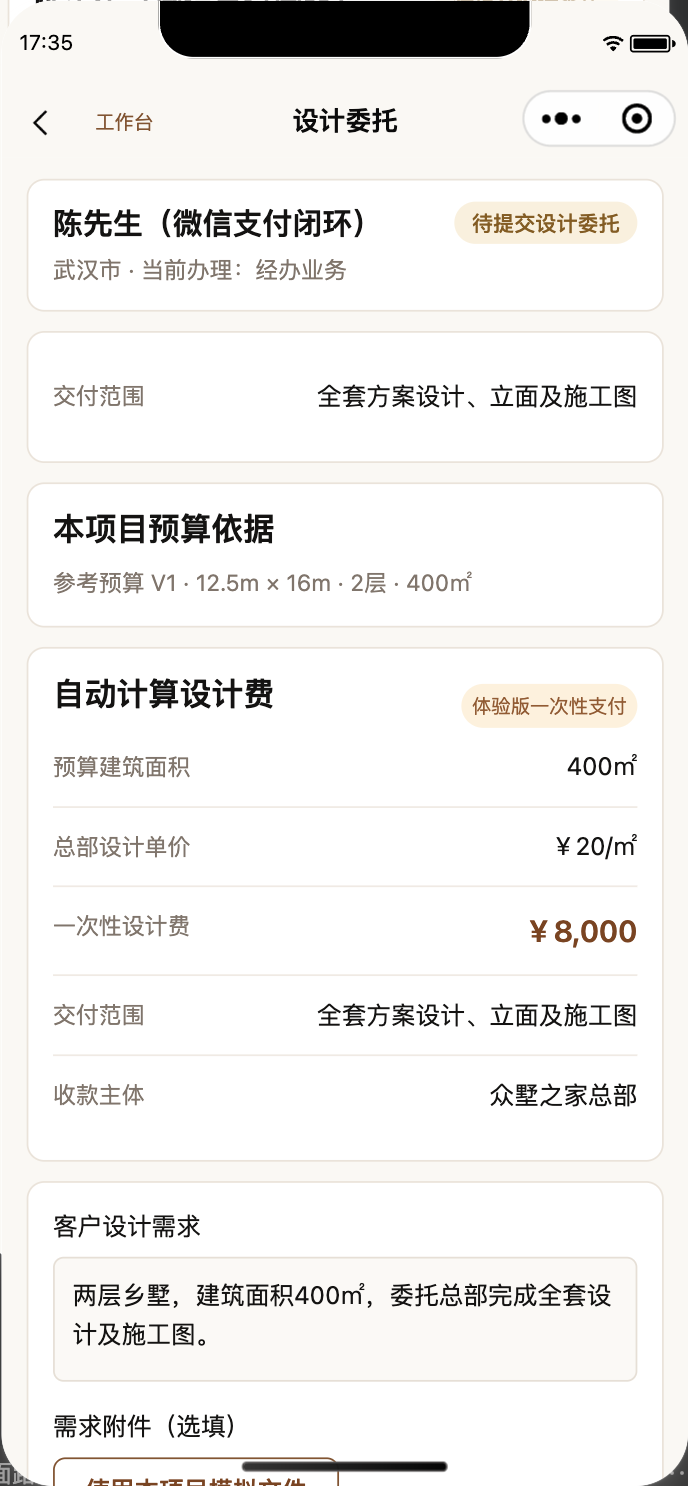 17:35
工作台
设计委托
陈先生（微信支付闭环）
待提交设计委托
武汉市 · 当前办理：经办业务
交付范围
全套方案设计、立面及施工图
本项目预算依据
参考预算 V1 · 12.5m × 16m · 2层 · 400㎡
自动计算设计费
体验版一次性支付
预算建筑面积
400㎡
总部设计单价
¥20/㎡
一次性设计费
¥8,000
交付范围
全套方案设计、立面及施工图
收款主体
众墅之家总部
客户设计需求
两层乡墅，建筑面积400㎡，委托总部完成全套设
计及施工图。
需求附件（选填）
使用本项目模拟文件